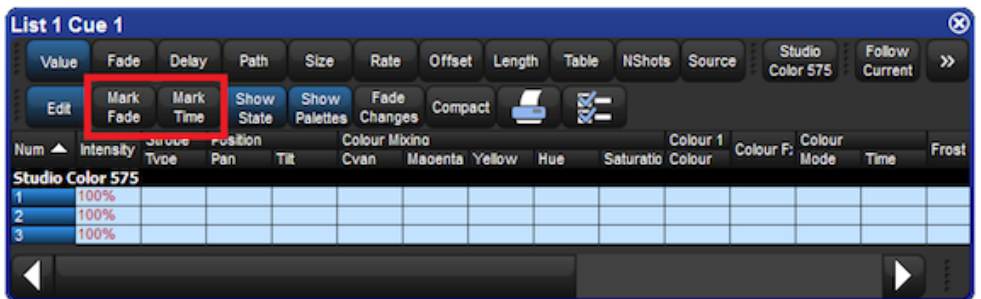 List 1 Cue 1
Value Fade Delay Path Size Rate Offset Length Table NShots Source Studio Color 575 Follow Current »
Edit Mark Fade Mark Time Show State Show Palettes Fade Changes Compact
Num Intensity Strobe Position Colour Mixing Colour 1 Colour F: Colour Frost
Type Pan Tilt Cyan Magenta Yellow Hue Saturatio Colour Mode Time
Studio Color 575
1 100%
2 100%
3 100%